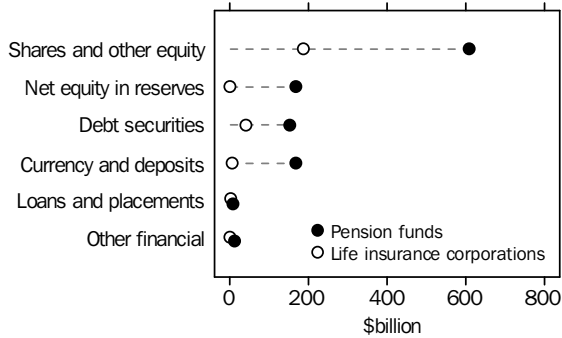 Shares and other equity
Net equity in reserves
Debt securities
Currency and deposits
Loans and placements
Other financial
Pension funds
Life insurance corporations
0 200 400 600 800
$billion